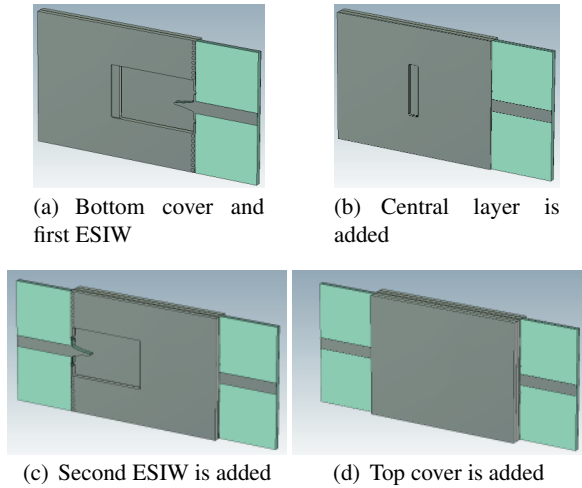 (a) Bottom cover and
first ESIW
(b) Central layer is
added
(c) Second ESIW is added
(d) Top cover is added